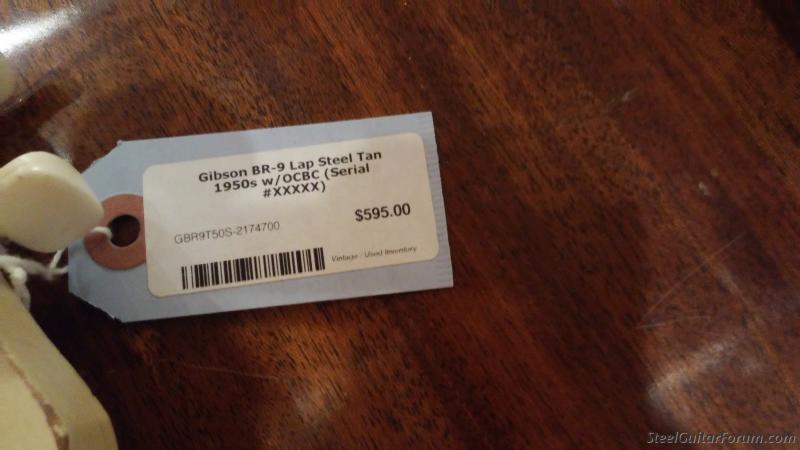 Gibson BR-9 Lap Steel Tan
1950s w/OCBC (Serial
#XXXXX)
$595.00
GBR9T50S-2174700
Vintage / Used Inventory
SteelGuitarForum.com